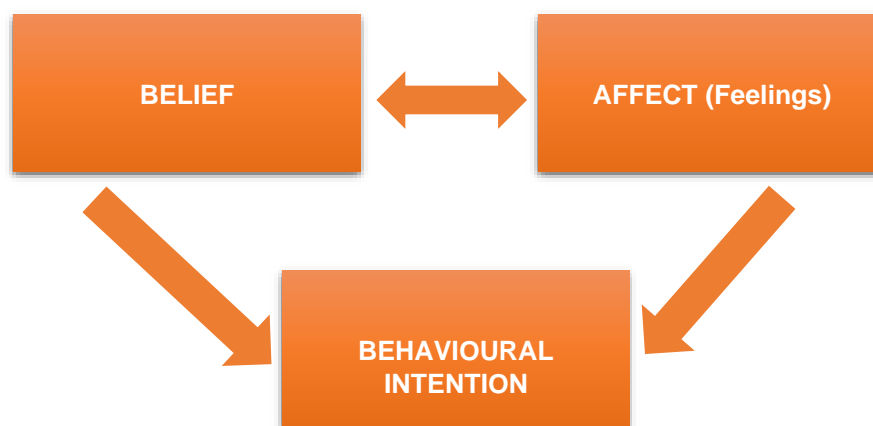 BELIEF
AFFECT (Feelings)
BEHAVIOURAL
INTENTION